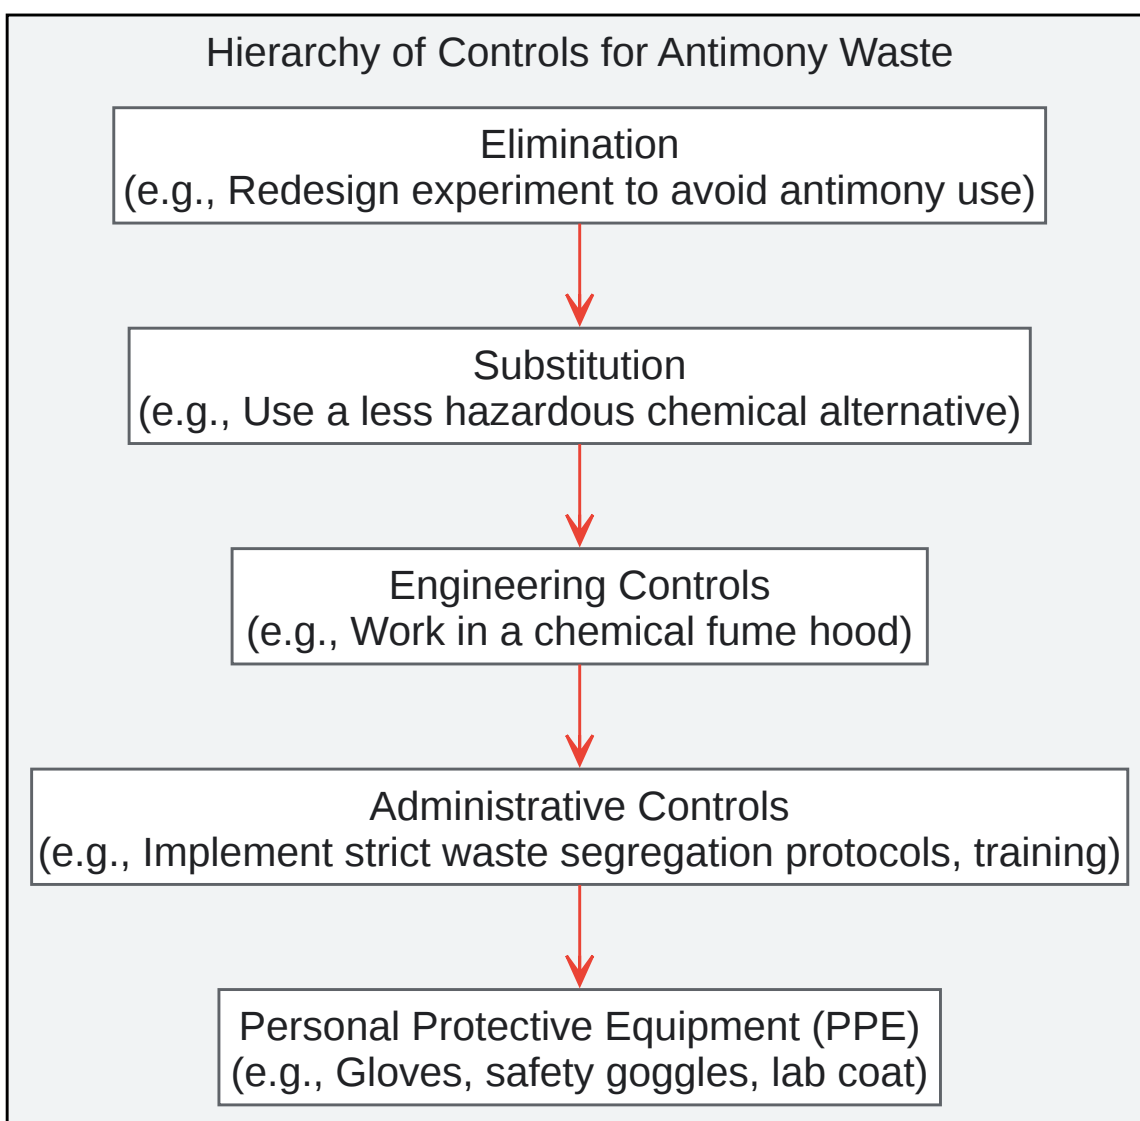 Hierarchy of Controls for Antimony Waste
Elimination
(e.g., Redesign experiment to avoid antimony use)
Substitution
(e.g., Use a less hazardous chemical alternative)
Engineering Controls
(e.g., Work in a chemical fume hood)
Administrative Controls
(e.g., Implement strict waste segregation protocols, training)
Personal Protective Equipment (PPE)
(e.g., Gloves, safety goggles, lab coat)